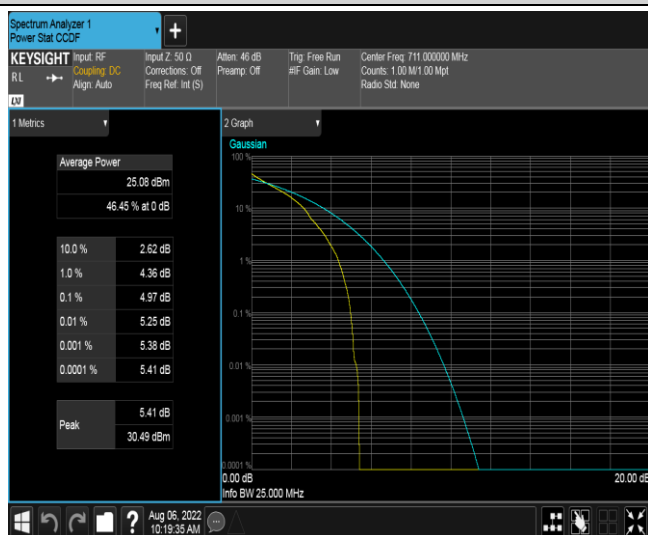 Spectrum Analyzer 1
Power Stat CCDF
KEYSIGHT
RL
LXI
Input: RF
Coupling: DC
Align: Auto
Input Z: 50 Ω
Corrections: Off
Freq Ref: Int (S)
Atten: 46 dB
Preamp: Off
Trig: Free Run
#IF Gain: Low
Center Freq: 711.000000 MHz
Counts: 1.00 M/1.00 Mpt
Radio Std: None
1 Metrics
Average Power
25.08 dBm
46.45 % at 0 dB
10.0 % 2.62 dB
1.0 % 4.36 dB
0.1 % 4.97 dB
0.01 % 5.25 dB
0.001 % 5.38 dB
0.0001 % 5.41 dB
Peak
5.41 dB
30.49 dBm
2 Graph
Gaussian
100 %
10 %
1 %
0.1 %
0.01 %
0.001 %
0.0001 %
0.00 dB 20.00 dB
Info BW 25.000 MHz
?
Aug 06, 2022
10:19:35 AM